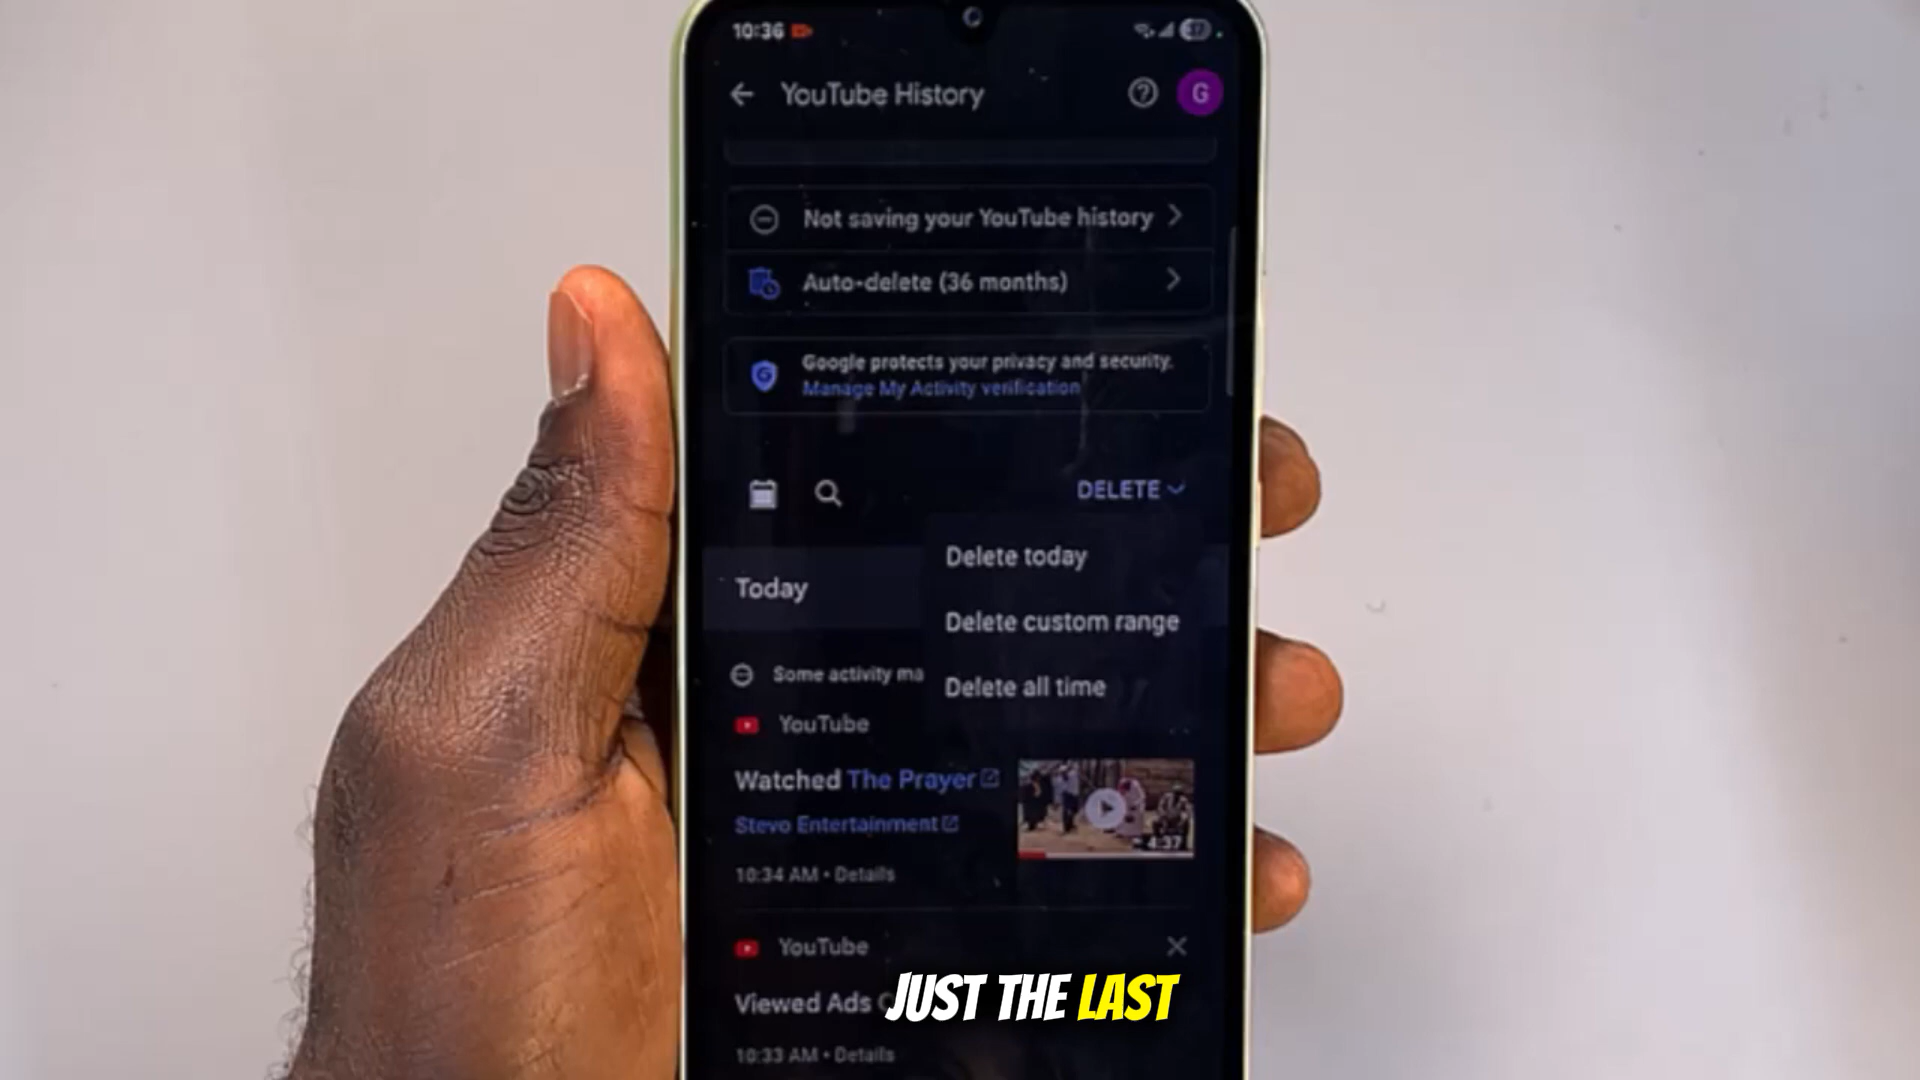 10:36
YouTube History
G
Not saving your YouTube history
Auto-delete (36 months)
Google protects your privacy and security.
Manage My Activity verification
DELETE
Delete today
Today
Delete custom range
Some activity ma
Delete all time
YouTube
Watched The Prayer
Stevo Entertainment
4:37
10:34 AM • Details
YouTube
Viewed Ads
JUST THE LAST
10:33 AM • Details